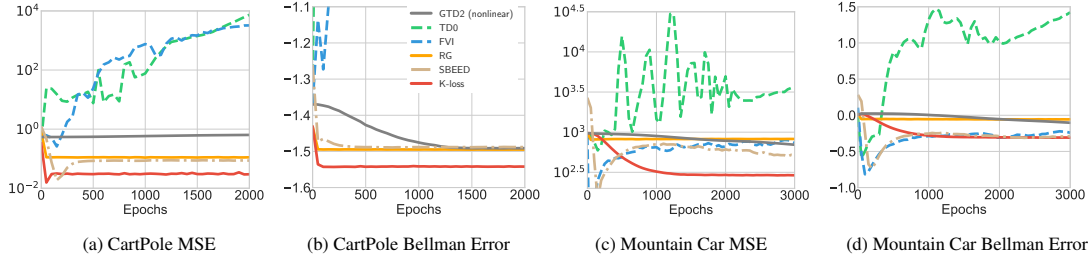 10^4
10^2
10^0
10^-2
0
500
1000
1500
2000
Epochs
(a) CartPole MSE
−1.1
−1.2
−1.3
−1.4
−1.5
−1.6
0
500
1000
1500
2000
Epochs
GTD2 (nonlinear)
TD0
FVI
RG
SBEED
K-loss
(b) CartPole Bellman Error
10^4.5
10^4
10^3.5
10^3
10^2.5
0
1000
2000
3000
Epochs
(c) Mountain Car MSE
1.5
1.0
0.5
0.0
−0.5
−1.0
0
1000
2000
3000
Epochs
(d) Mountain Car Bellman Error